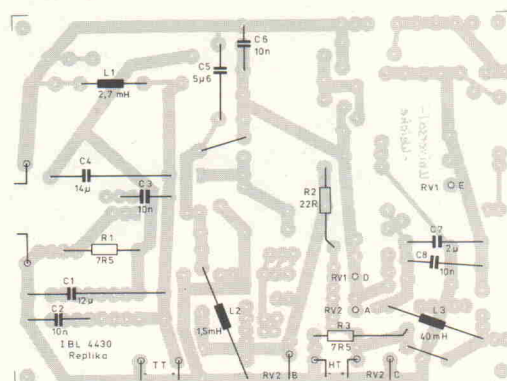 C6
10n
C5
5µ6
L1
2,7 mH
C4
14µ
C3
10n
R2
22R
RV1 E
R1
7R5
C7
2µ
C8
10n
RV1 D
C1
12µ
L2
1,5mH
RV2 A
L3
40mH
C2
10n
R3
7R5
IBL 4430
Replika
- TT +
RV2 B
- HT +
RV2 C